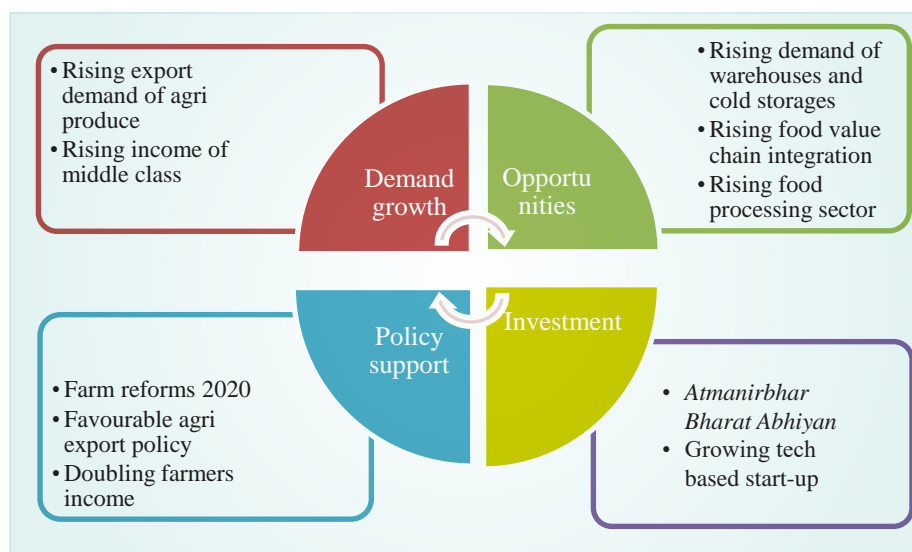 • Rising export
demand of agri
produce
• Rising income of
middle class
• Rising demand of
warehouses and
cold storages
• Rising food value
chain integration
• Rising food
processing sector
Demand
growth
Opportu
nities
Policy
support
Investment
• Farm reforms 2020
• Favourable agri
export policy
• Doubling farmers
income
• Atmanirbhar
Bharat Abhiyan
• Growing tech
based start-up